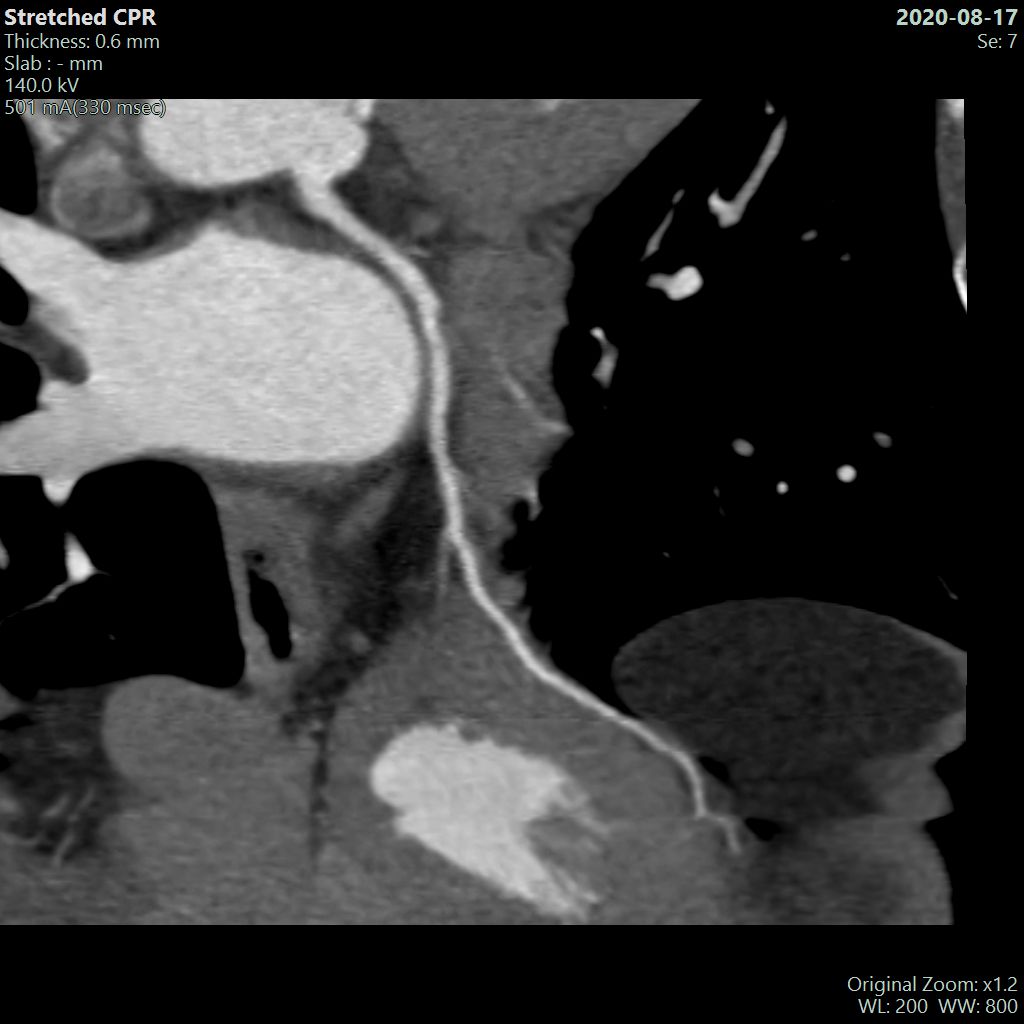 Stretched CPR
Thickness: 0.6 mm
Slab : - mm
140.0 kV
501 mA(330 msec)
2020-08-17
Se: 7
Original Zoom: x1.2
WL: 200  WW: 800